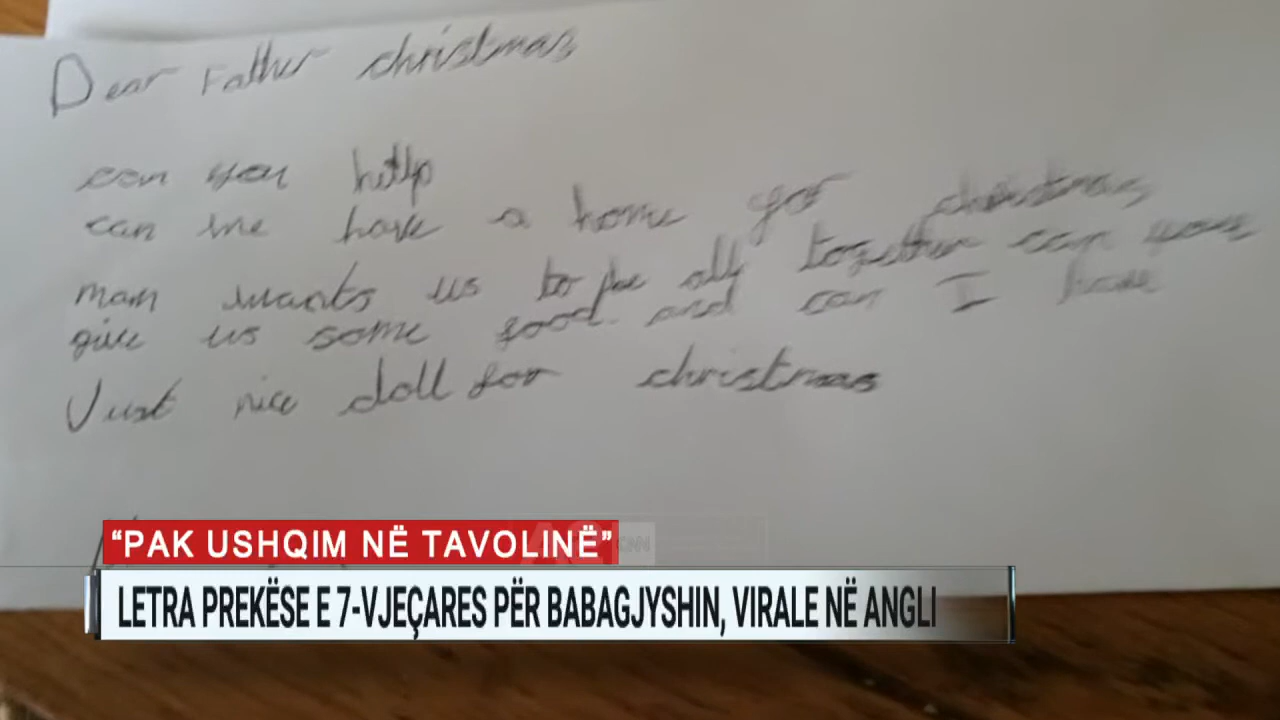 Dear Father christmas
can you help
can we have a home for christmas
mam wants us to be all together can you
give us some food. and can I have
Just nice doll for christmas
“PAK USHQIM NË TAVOLINË”
CNN
LETRA PREKËSE E 7-VJEÇARES PËR BABAGJYSHIN, VIRALE NË ANGLI